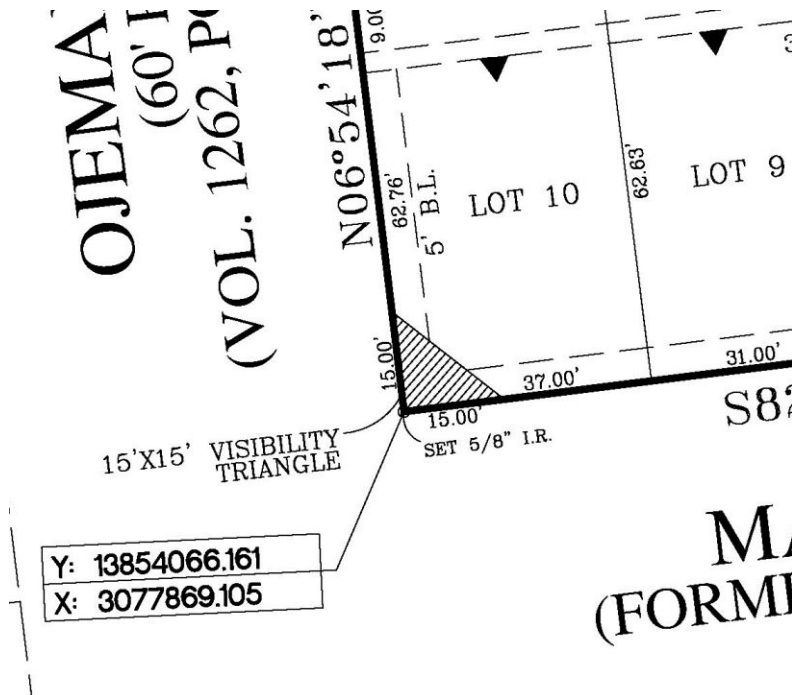 OJEMA
(60'
(VOL. 1262,
N06°54'18"
9.00'
62.76'
5' B.L.
LOT 10
62.63'
LOT 9
15.00'
15.00'
37.00'
31.00'
S82
SET 5/8" I.R.
15'X15' VISIBILITY
TRIANGLE
Y: 13854066.161
X: 3077869.105
MA
(FORM